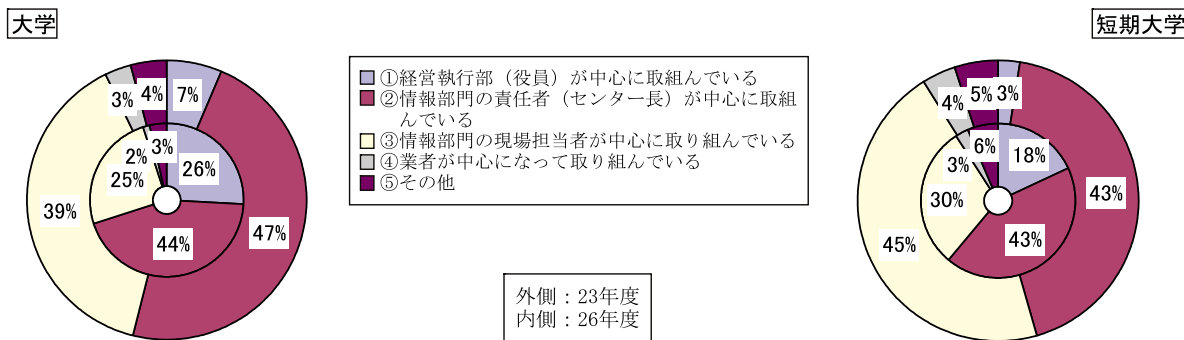 大学
短期大学
①経営執行部（役員）が中心に取組んでいる
②情報部門の責任者（センター長）が中心に取組
んでいる
③情報部門の現場担当者が中心に取り組んでいる
④業者が中心になって取り組んでいる
⑤その他
7%
47%
39%
3%
4%
26%
44%
25%
2%
3%
3%
43%
45%
4%
5%
18%
43%
30%
3%
6%
外側：23年度
内側：26年度